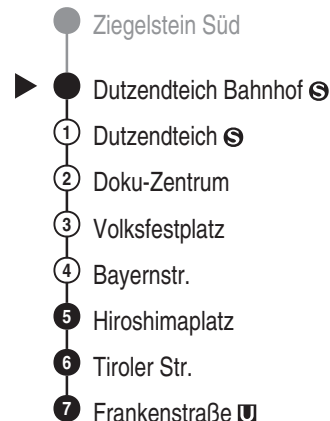 Ziegelstein Süd
Dutzendteich Bahnhof S
1 Dutzendteich S
2 Doku-Zentrum
3 Volksfestplatz
4 Bayernstr.
5 Hiroshimaplatz
6 Tiroler Str.
7 Frankenstraße U